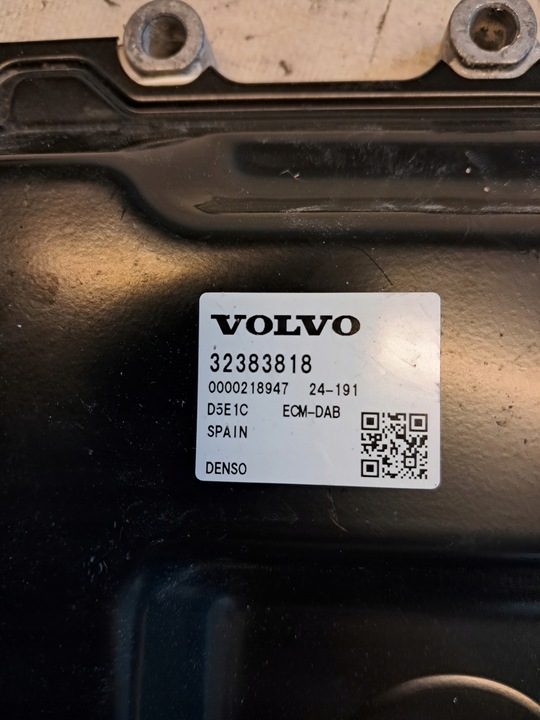 VOLVO
32383818
0000218947 24-191
D5E1C ECM-DAB
SPAIN
DENSO